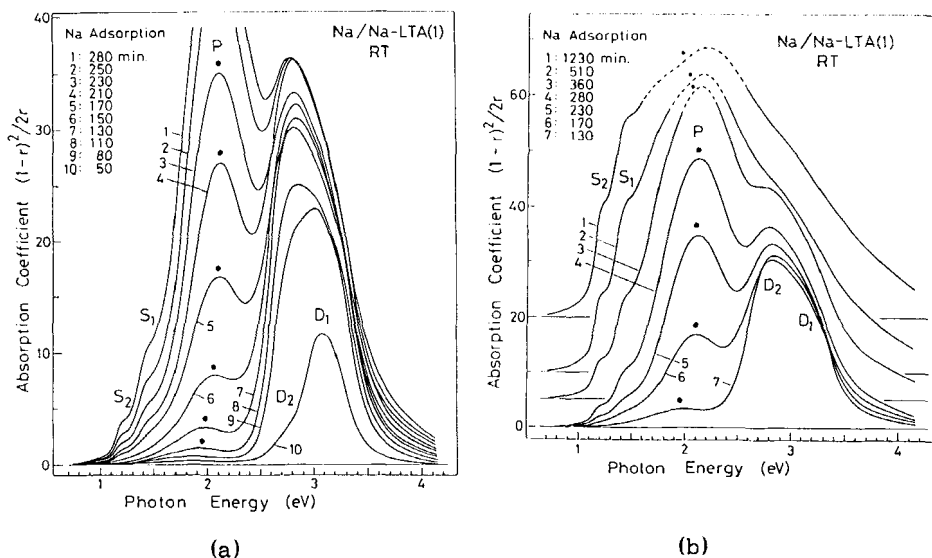 40
30
20
10
0
Absorption Coefficient (1-r)²/2r
Na Adsorption
1: 280 min.
2: 250
3: 230
4: 210
5: 170
6: 150
7: 130
8: 110
9: 80
10: 50
Na/Na-LTA(1)
RT
P
1
2
3
4
S₁
S₂
5
6
7
8
9
10
D₂
D₁
1 2 3 4
Photon Energy (eV)
(a)
60
40
20
0
Absorption Coefficient (1-r)²/2r
Na Adsorption
1: 1230 min.
2: 510
3: 360
4: 280
5: 230
6: 170
7: 130
Na/Na-LTA(1)
RT
P
S₂
S₁
1
2
3
4
5
6
7
D₂
D₁
1 2 3 4
Photon Energy (eV)
(b)